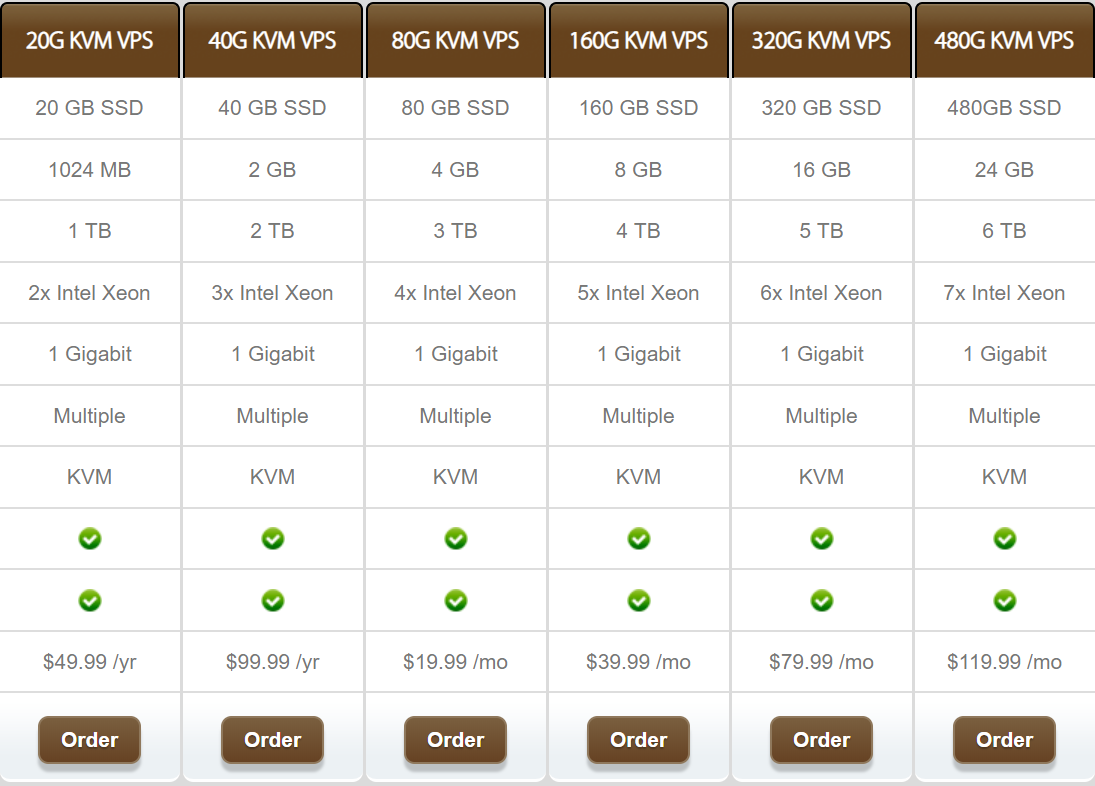 20G KVM VPS 40G KVM VPS 80G KVM VPS 160G KVM VPS 320G KVM VPS 480G KVM VPS
20 GB SSD 40 GB SSD 80 GB SSD 160 GB SSD 320 GB SSD 480GB SSD
1024 MB 2 GB 4 GB 8 GB 16 GB 24 GB
1 TB 2 TB 3 TB 4 TB 5 TB 6 TB
2x Intel Xeon 3x Intel Xeon 4x Intel Xeon 5x Intel Xeon 6x Intel Xeon 7x Intel Xeon
1 Gigabit 1 Gigabit 1 Gigabit 1 Gigabit 1 Gigabit 1 Gigabit
Multiple Multiple Multiple Multiple Multiple Multiple
KVM KVM KVM KVM KVM KVM
$49.99 /yr $99.99 /yr $19.99 /mo $39.99 /mo $79.99 /mo $119.99 /mo
Order Order Order Order Order Order